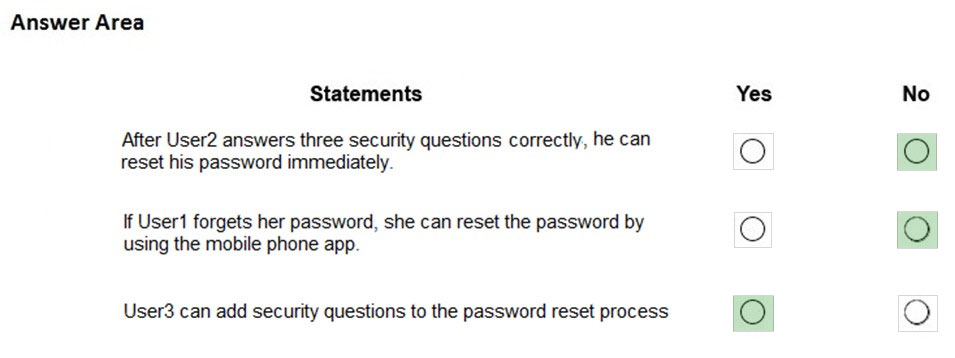 Answer Area
Statements Yes No
After User2 answers three security questions correctly, he can
reset his password immediately.
If User1 forgets her password, she can reset the password by
using the mobile phone app.
User3 can add security questions to the password reset process